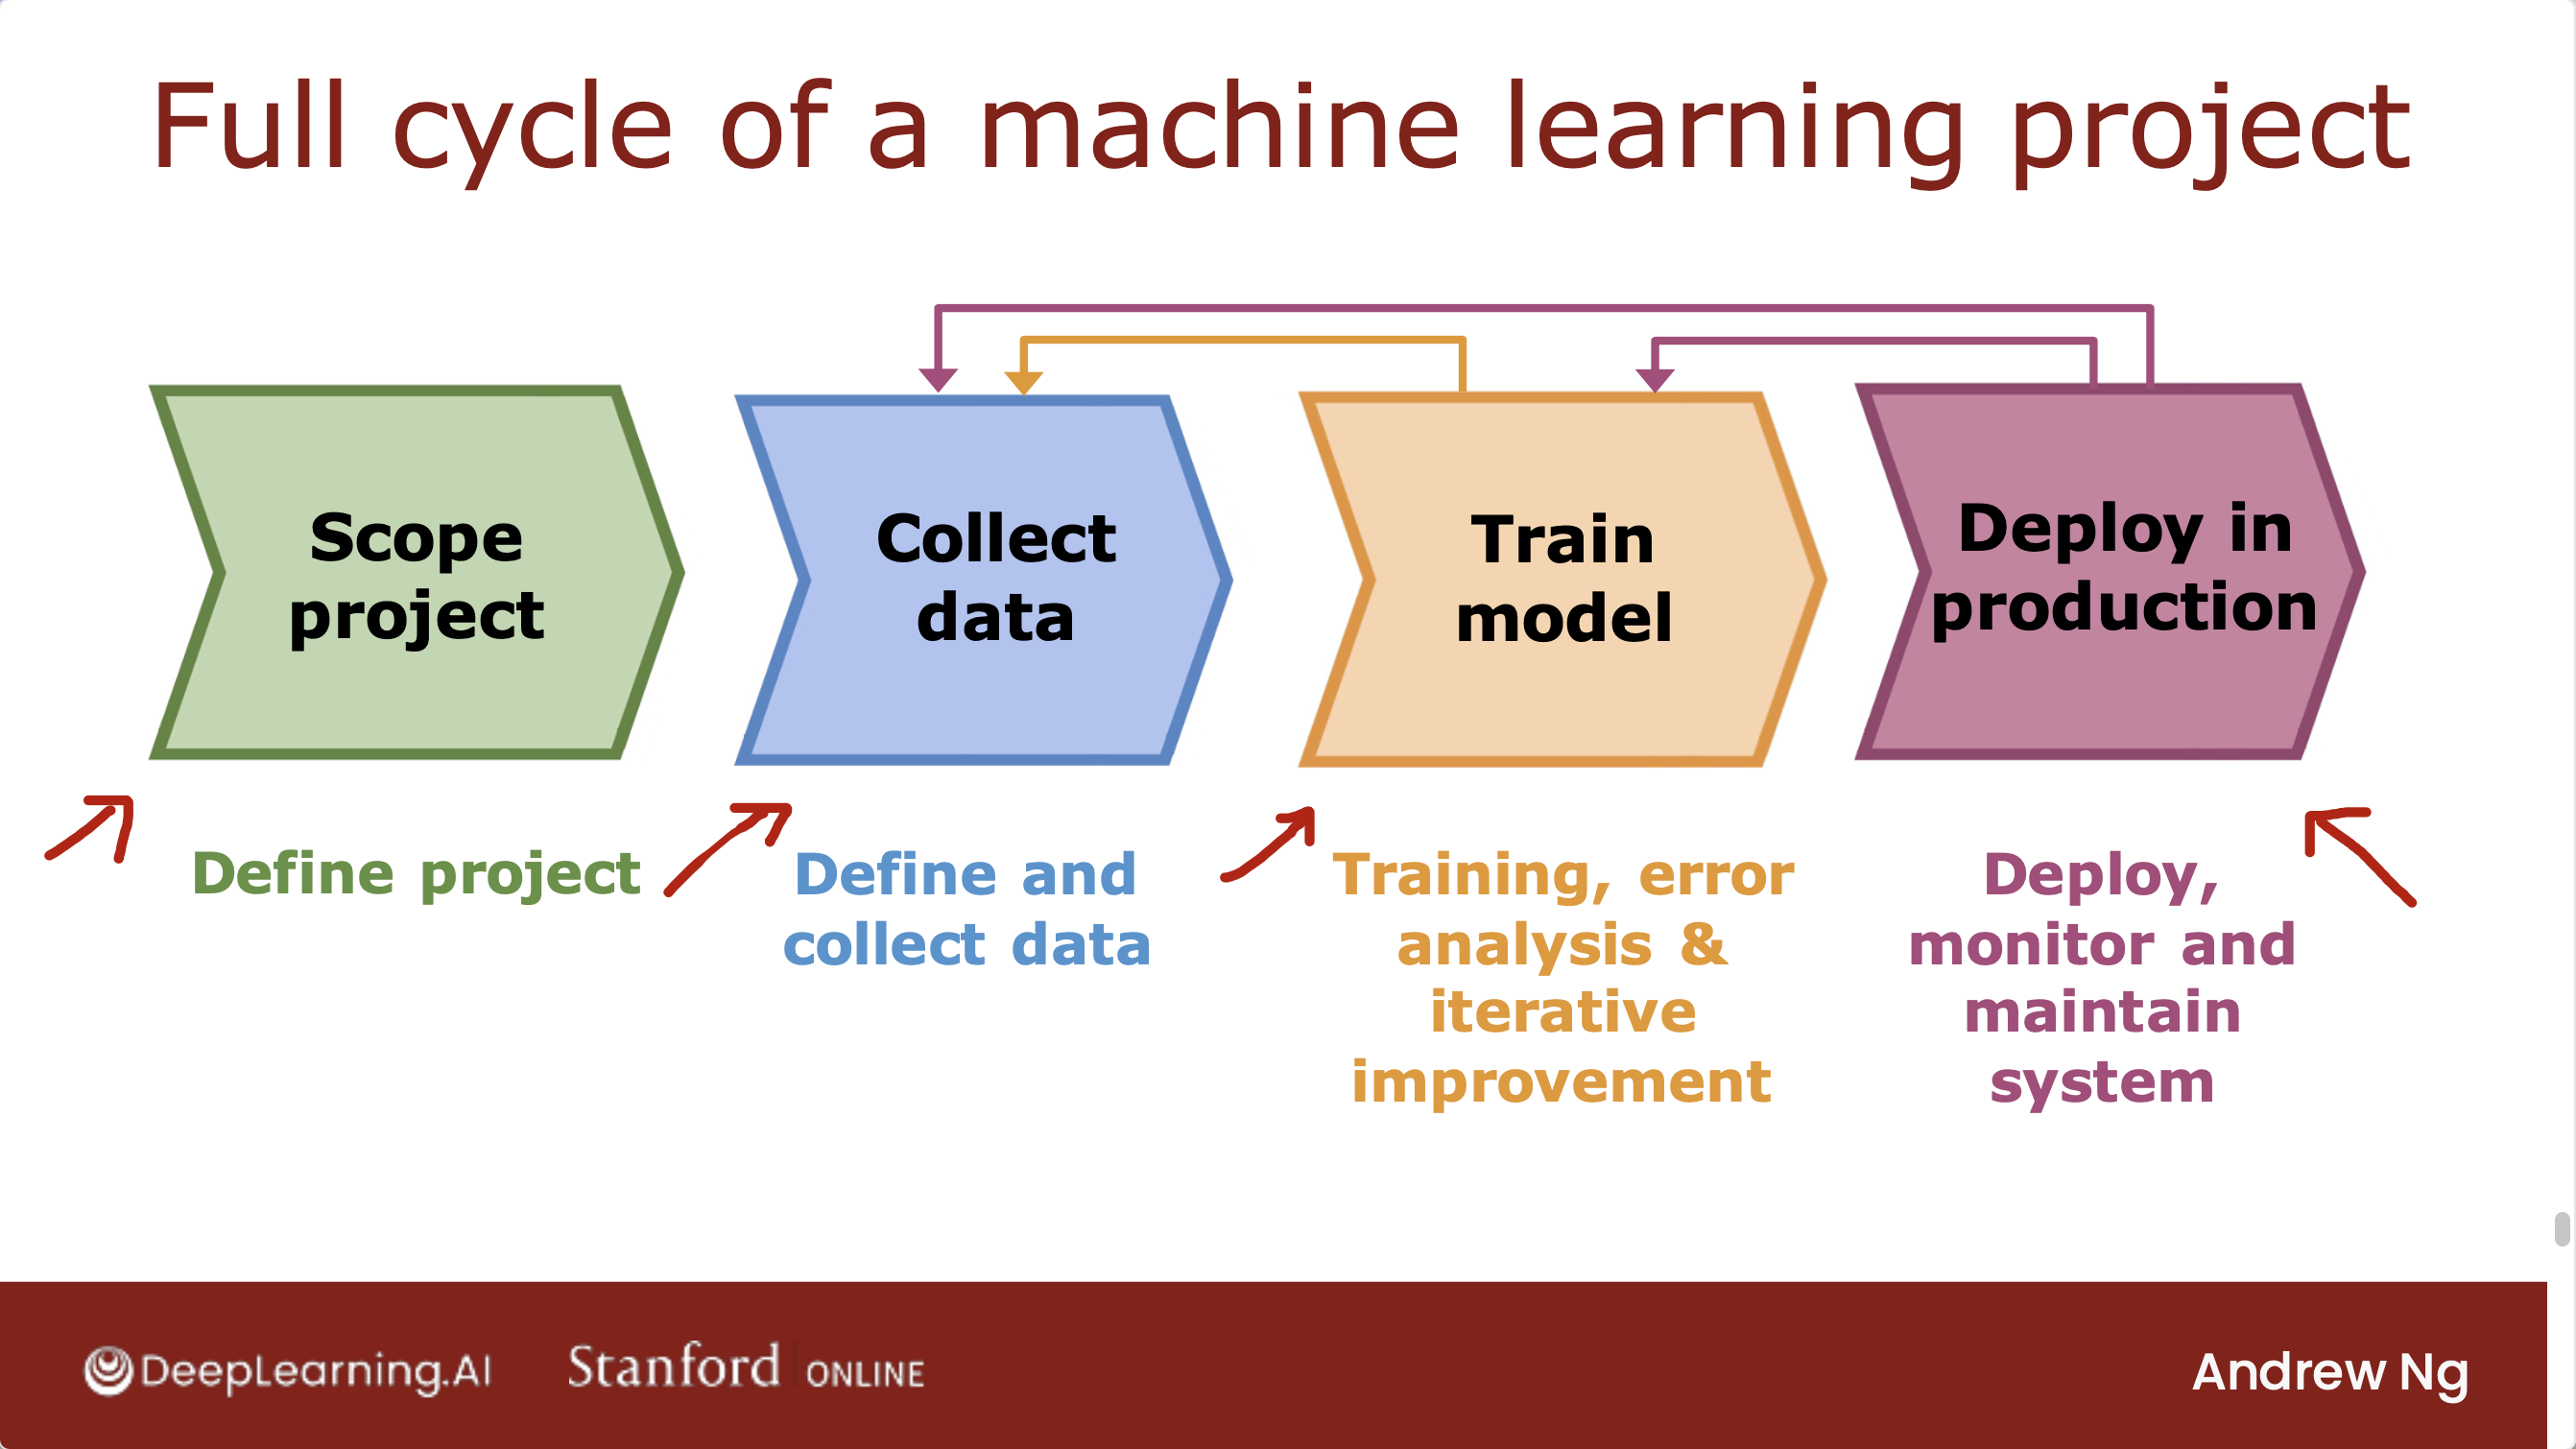 Full cycle of a machine learning project
Scope
project
Collect
data
Train
model
Deploy in
production
Define project
Define and
collect data
Training, error
analysis &
iterative
improvement
Deploy,
monitor and
maintain
system
DeepLearning.AI
Stanford ONLINE
Andrew Ng